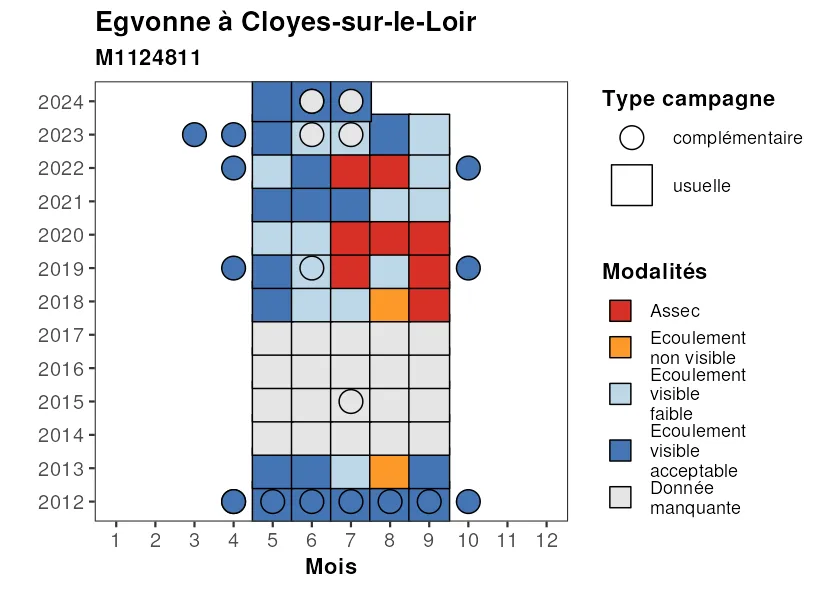 Egvonne à Cloyes-sur-le-Loir
M1124811
2024
2023
2022
2021
2020
2019
2018
2017
2016
2015
2014
2013
2012
1 2 3 4 5 6 7 8 9 10 11 12
Mois
Type campagne
complémentaire
usuelle
Modalités
Assec
Ecoulement
non visible
Ecoulement
visible
faible
Ecoulement
visible
acceptable
Donnée
manquante